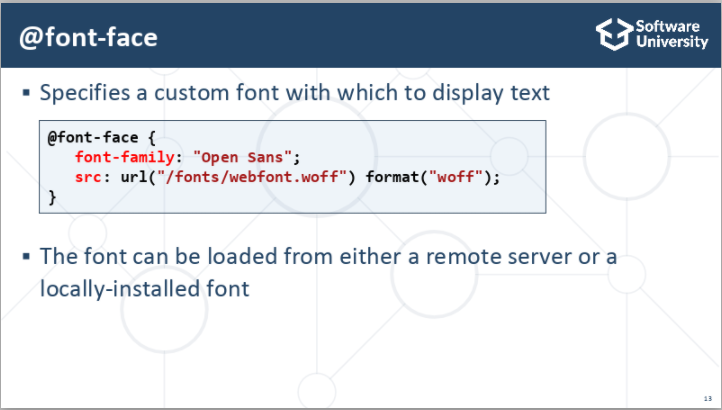 @font-face
Software
University
▪ Specifies a custom font with which to display text
@font-face {
   font-family: "Open Sans";
   src: url("/fonts/webfont.woff") format("woff");
}
▪ The font can be loaded from either a remote server or a
locally-installed font
13